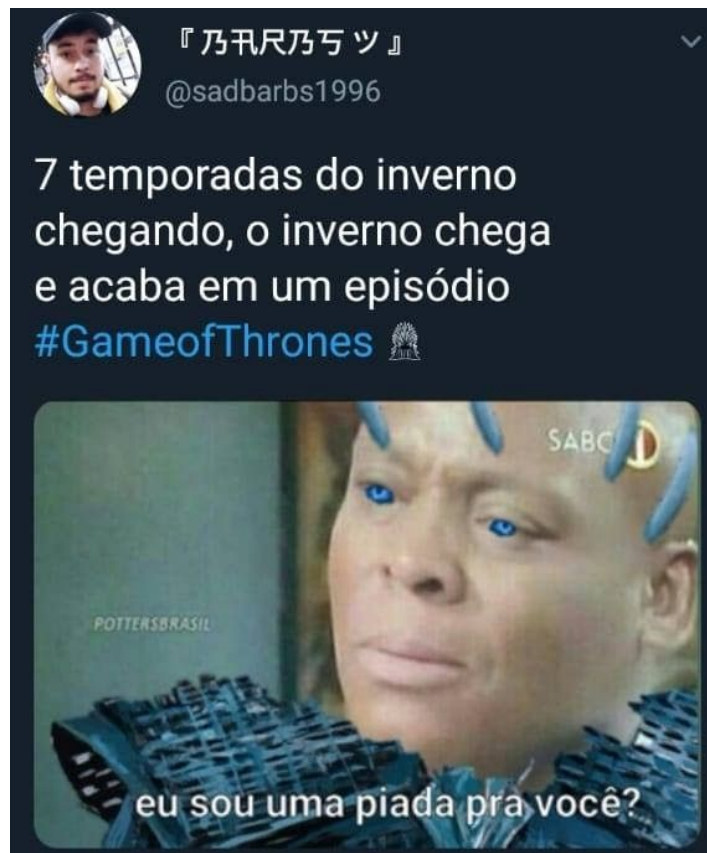 『乃卂尺乃丂 ツ』
@sadbarbs1996
7 temporadas do inverno
chegando, o inverno chega
e acaba em um episódio
#GameofThrones
SABC 1
POTTERSBRASIL
eu sou uma piada pra você?